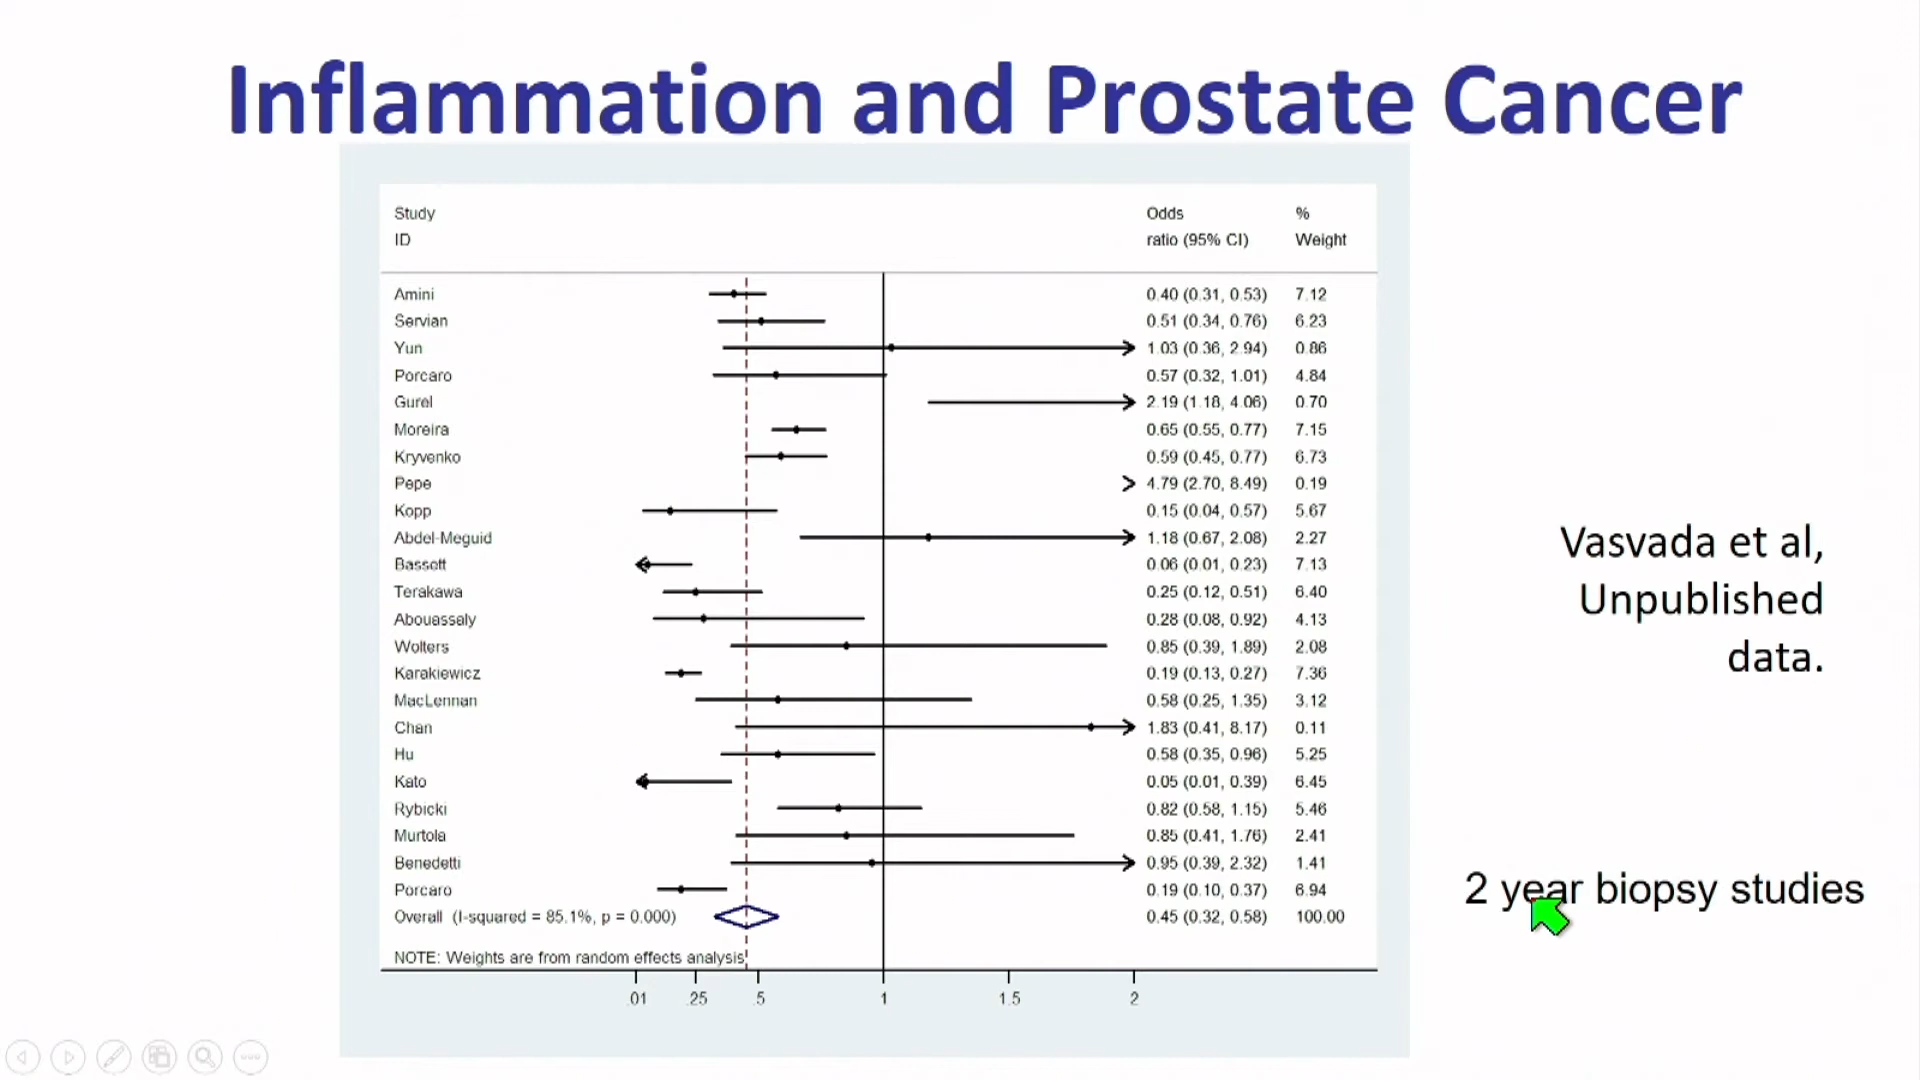 Inflammation and Prostate Cancer
Study Odds %
ID ratio (95% CI) Weight
Amini 0.40 (0.31, 0.53) 7.12
Servian 0.51 (0.34, 0.76) 6.23
Yun 1.03 (0.36, 2.94) 0.86
Porcaro 0.57 (0.32, 1.01) 4.84
Gurel 2.19 (1.18, 4.06) 0.70
Moreira 0.65 (0.55, 0.77) 7.15
Kryvenko 0.59 (0.45, 0.77) 6.73
Pepe 4.79 (2.70, 8.49) 0.19
Kopp 0.15 (0.04, 0.57) 5.67
Abdel-Meguid 1.18 (0.67, 2.08) 2.27
Bassett 0.06 (0.01, 0.23) 7.13
Terakawa 0.25 (0.12, 0.51) 6.40
Abouassaly 0.28 (0.08, 0.92) 4.13
Wolters 0.85 (0.39, 1.89) 2.08
Karakiewicz 0.19 (0.13, 0.27) 7.36
MacLennan 0.58 (0.25, 1.35) 3.12
Chan 1.83 (0.41, 8.17) 0.11
Hu 0.58 (0.35, 0.96) 5.25
Kato 0.05 (0.01, 0.39) 6.45
Rybicki 0.82 (0.58, 1.15) 5.46
Murtola 0.85 (0.41, 1.76) 2.41
Benedetti 0.95 (0.39, 2.32) 1.41
Porcaro 0.19 (0.10, 0.37) 6.94
Overall (I-squared = 85.1%, p = 0.000) 0.45 (0.32, 0.58) 100.00
NOTE: Weights are from random effects analysis
.01 .25 .5 1 1.5 2
Vasvada et al,
Unpublished
data.
2 year biopsy studies